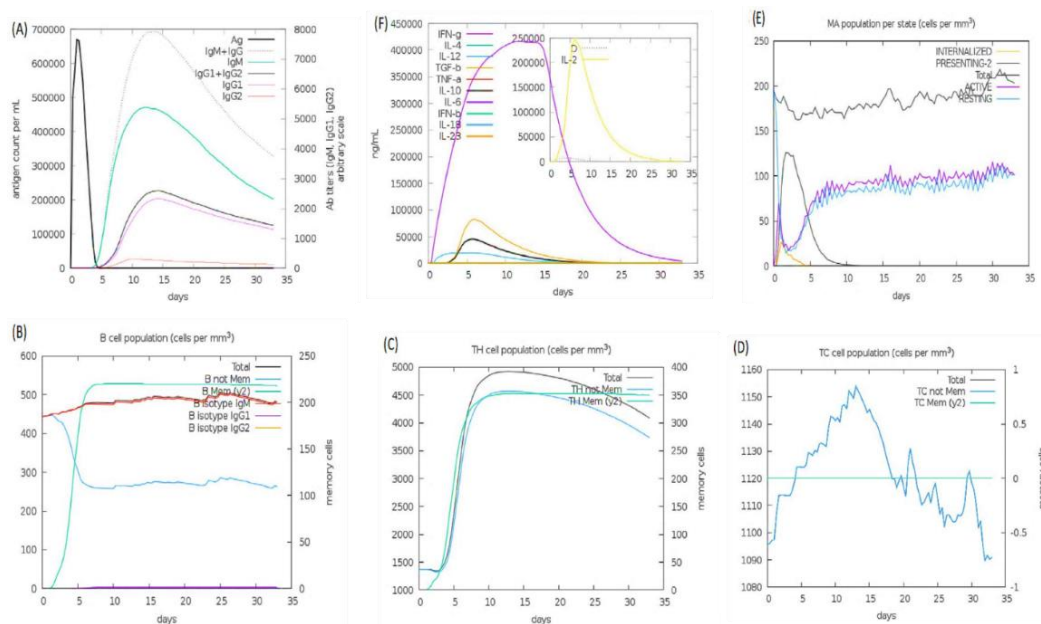 (A)
700000
600000
500000
400000
300000
200000
100000
0
antigen count per mL
Ag
IgM+IgG
IgM
IgG1+IgG2
IgG1
IgG2
8000
7000
6000
5000
4000
3000
2000
1000
0
Ab titers (IgM, IgG1, IgG2)
arbitrary scale
0 5 10 15 20 25 30 35
days
(F)
450000
400000
350000
300000
250000
200000
150000
100000
50000
0
ng/mL
IFN-g
IL-4
IL-12
TGF-b
TNF-a
IL-10
IL-6
IFN-b
IL-18
IL-23
D
IL-2
250000
200000
150000
100000
50000
0
0 5 10 15 20 25 30 35
0 5 10 15 20 25 30 35
days
(E)
MA population per state (cells per mm³)
250
200
150
100
50
0
INTERNALIZED
PRESENTING-2
Total
ACTIVE
RESTING
0 5 10 15 20 25 30 35
days
(B)
B cell population (cells per mm³)
600
500
400
300
200
100
0
Total
B not Mem
B Mem (y2)
B isotype IgM
B isotype IgG1
B isotype IgG2
250
200
150
100
50
0
memory cells
0 5 10 15 20 25 30 35
days
(C)
TH cell population (cells per mm³)
5000
4500
4000
3500
3000
2500
2000
1500
1000
Total
TH not Mem
TH Mem (y2)
400
350
300
250
200
150
100
50
0
memory cells
0 5 10 15 20 25 30 35
days
(D)
TC cell population (cells per mm³)
1160
1150
1140
1130
1120
1110
1100
1090
1080
Total
TC not Mem
TC Mem (y2)
1
0.5
0
-0.5
-1
0 5 10 15 20 25 30 35
days